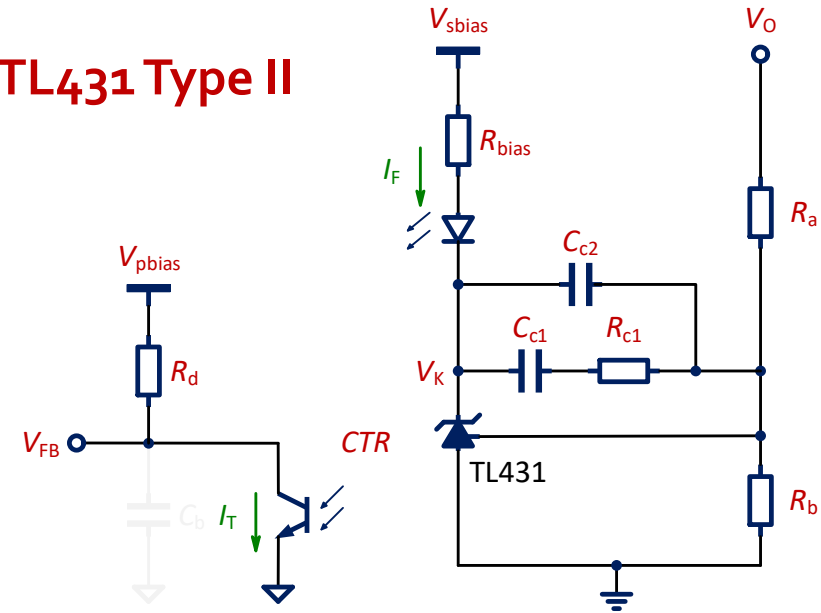 TL431 Type II
Vsbias
VO
Rbias
IF
Ra
Vpbias
Cc2
Cc1
Rc1
Rd
VK
VFB
CTR
TL431
Cb
IT
Rb